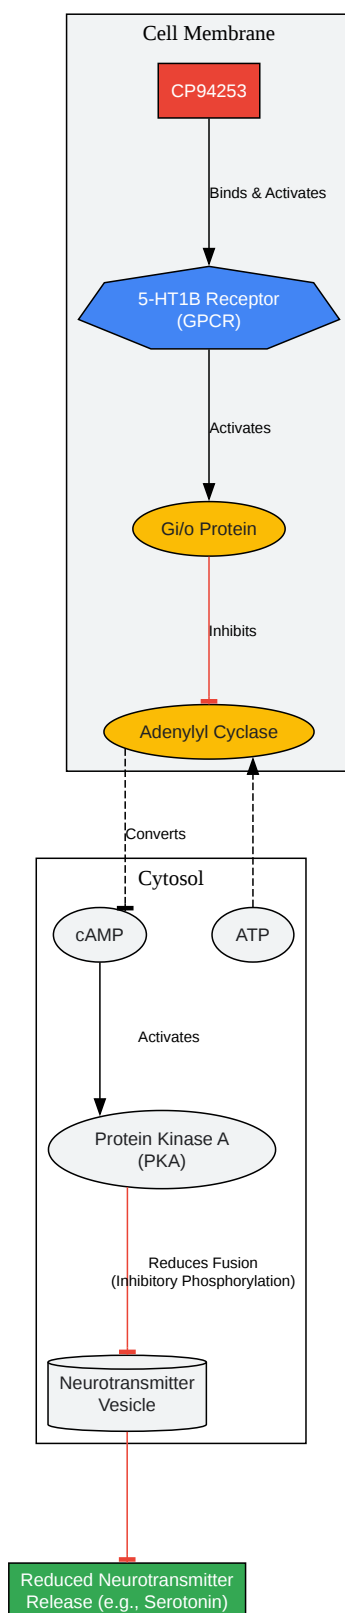 Cell Membrane
CP94253
Binds & Activates
5-HT1B Receptor
(GPCR)
Activates
Gi/o Protein
Inhibits
Adenylyl Cyclase
Converts
Cytosol
cAMP
ATP
Activates
Protein Kinase A
(PKA)
Reduces Fusion
(Inhibitory Phosphorylation)
Neurotransmitter
Vesicle
Reduced Neurotransmitter
Release (e.g., Serotonin)